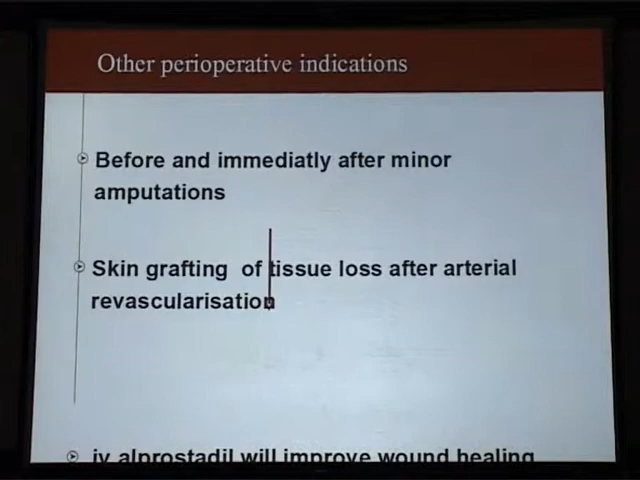 Other perioperative indications
Before and immediatly after minor
amputations
Skin grafting of tissue loss after arterial
revascularisation
iv alprostadil will improve wound healing